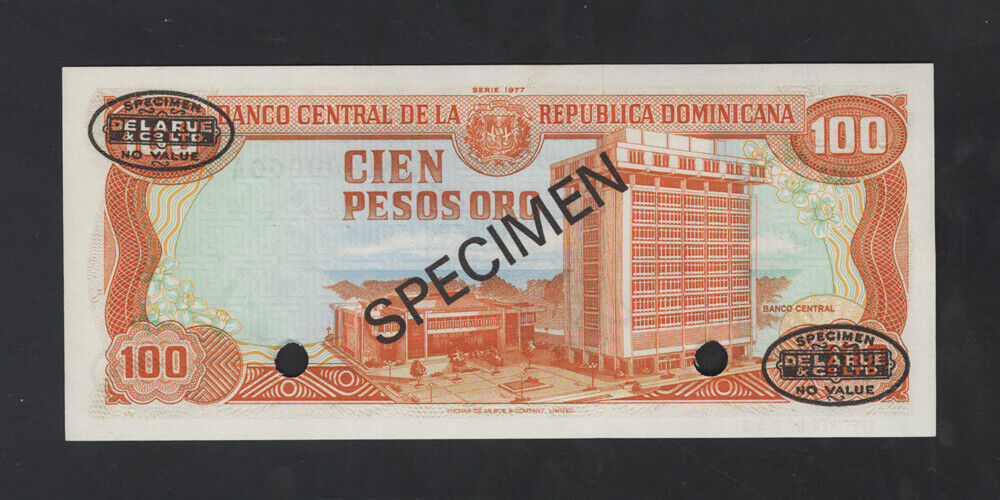 SERIE 1977
BANCO CENTRAL DE LA REPUBLICA DOMINICANA
SPECIMEN
DE LA RUE
& CO. LTD.
NO VALUE
100
100
CIEN
PESOS ORO
SPECIMEN
BANCO CENTRAL
100
SPECIMEN
DE LA RUE
& CO. LTD.
NO VALUE
THOMAS DE LA RUE & COMPANY, LIMITED